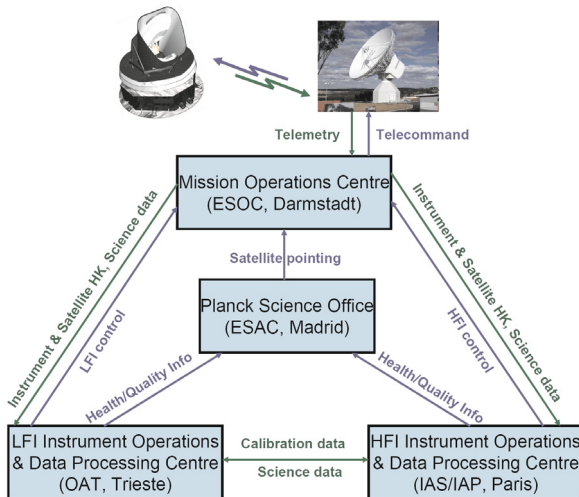 Telemetry
Telecommand
Mission Operations Centre
(ESOC, Darmstadt)
Instrument & Satellite HK, Science data
LFI control
Satellite pointing
HFI control
Instrument & Satellite HK, Science data
Planck Science Office
(ESAC, Madrid)
Health/Quality Info
Health/Quality Info
LFI Instrument Operations
& Data Processing Centre
(OAT, Trieste)
Calibration data
Science data
HFI Instrument Operations
& Data Processing Centre
(IAS/IAP, Paris)